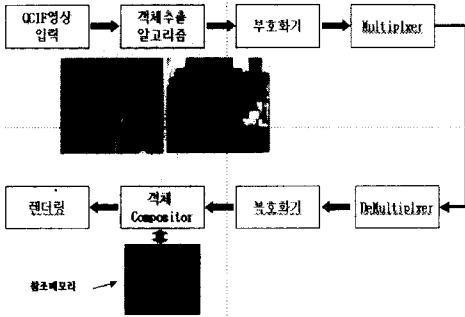 QCIF영상
입력
객체추출
알고리즘
부호화기
Multiplxer
렌더링
객체
Compositor
복호화기
DeMultiplxer
참조메모리